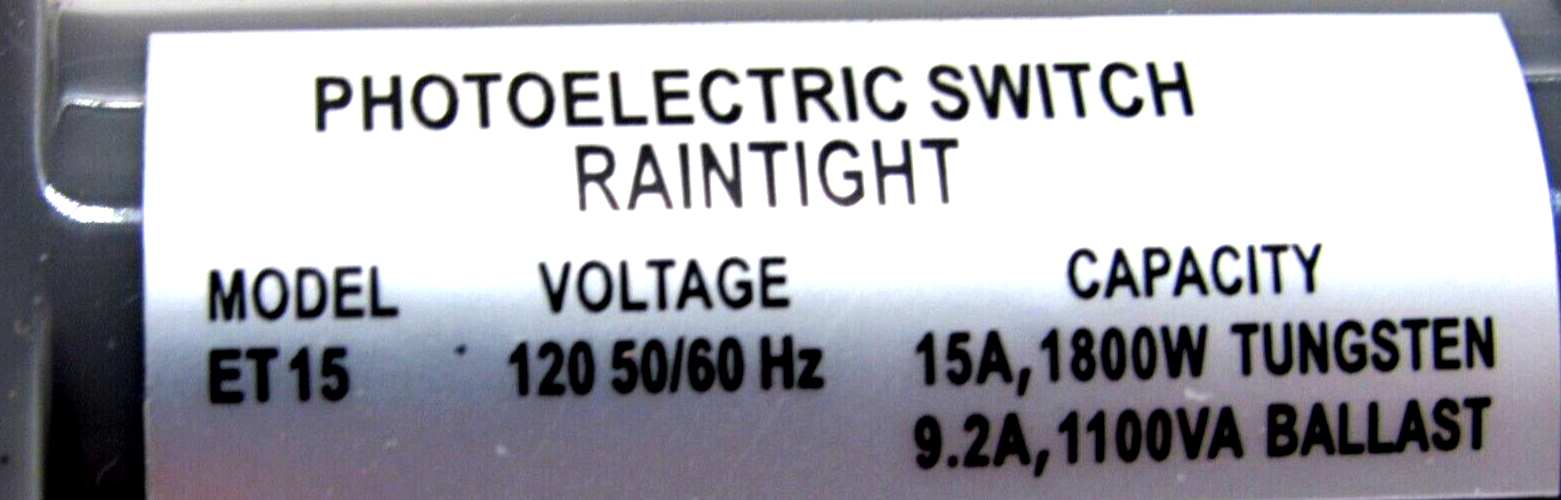 PHOTOELECTRIC SWITCH
RAINTIGHT
MODEL VOLTAGE CAPACITY
ET15 120 50/60 Hz 15A,1800W TUNGSTEN
9.2A,1100VA BALLAST